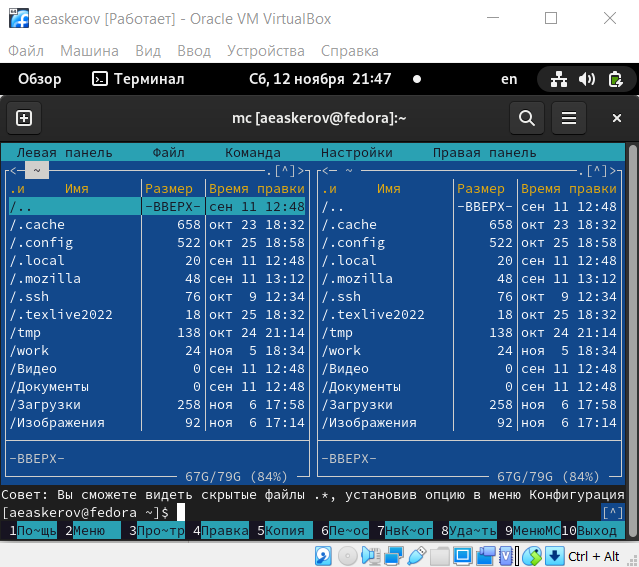 aeaskerov [Работает] - Oracle VM VirtualBox
Файл Машина Вид Ввод Устройства Справка
Обзор Терминал Сб, 12 ноября 21:47 en
mc [aeaskerov@fedora]:~
Левая панель Файл Команда Настройки Правая панель
<— ~ .[^]> <— ~ .[^]>
.и Имя Размер Время правки .и Имя Размер Время правки
/.. -ВВЕРХ- сен 11 12:48 /.. -ВВЕРХ- сен 11 12:48
/.cache 658 окт 23 18:32 /.cache 658 окт 23 18:32
/.config 522 окт 25 18:58 /.config 522 окт 25 18:58
/.local 20 сен 11 12:48 /.local 20 сен 11 12:48
/.mozilla 48 сен 11 13:12 /.mozilla 48 сен 11 13:12
/.ssh 76 окт 9 12:34 /.ssh 76 окт 9 12:34
/.texlive2022 18 окт 25 18:32 /.texlive2022 18 окт 25 18:32
/tmp 138 окт 24 21:14 /tmp 138 окт 24 21:14
/work 24 ноя 5 18:34 /work 24 ноя 5 18:34
/Видео 0 сен 11 12:48 /Видео 0 сен 11 12:48
/Документы 0 сен 11 12:48 /Документы 0 сен 11 12:48
/Загрузки 258 ноя 6 17:58 /Загрузки 258 ноя 6 17:58
/Изображения 92 ноя 6 17:14 /Изображения 92 ноя 6 17:14
-ВВЕРХ- -ВВЕРХ-
67G/79G (84%) 67G/79G (84%)
Совет: Вы сможете видеть скрытые файлы .*, установив опцию в меню Конфигурация
[aeaskerov@fedora ~]$ [^]
1По~щь 2Меню 3Про~тр 4Правка 5Копия 6Пе~ос 7НвК~ог 8Уда~ть 9МенюMC 10Выход
Ctrl + Alt